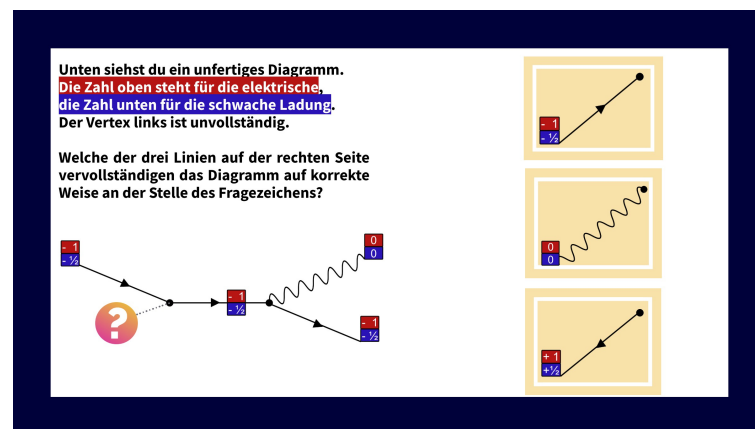 Unten siehst du ein unfertiges Diagramm.
Die Zahl oben steht für die elektrische,
die Zahl unten für die schwache Ladung.
Der Vertex links ist unvollständig.
Welche der drei Linien auf der rechten Seite
vervollständigen das Diagramm auf korrekte
Weise an der Stelle des Fragezeichens?
- 1
- ½
?
- 1
- ½
0
0
- 1
- ½
- 1
- ½
0
0
+ 1
+½